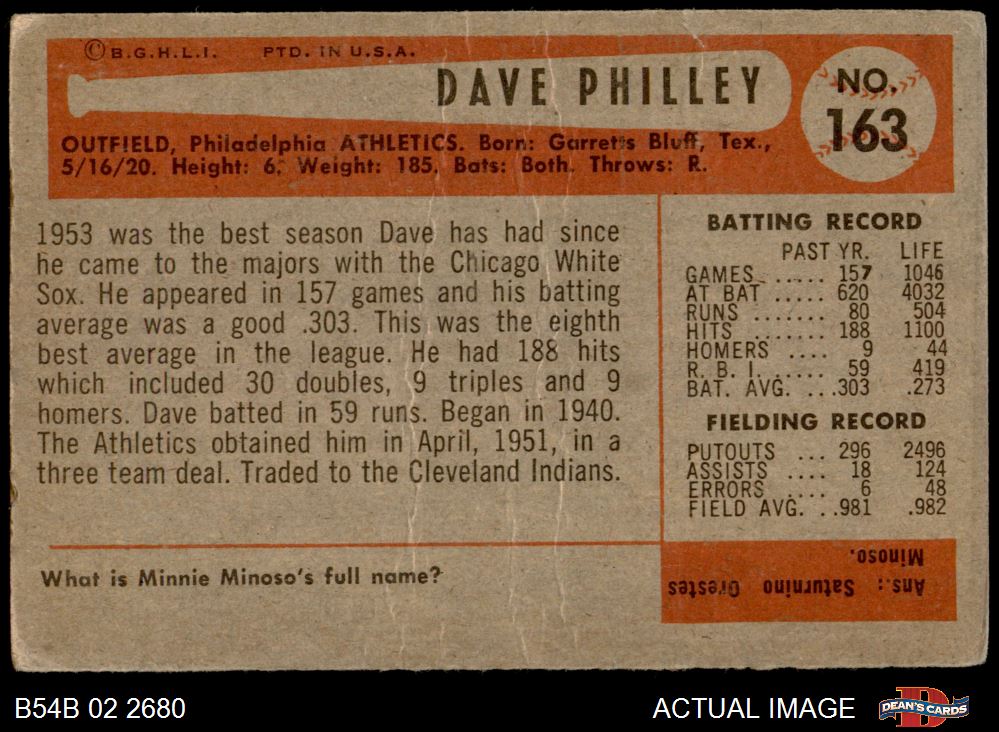 ©B.G.H.L.I. PTD. IN U.S.A.
DAVE PHILLEY
NO.
163
OUTFIELD, Philadelphia ATHLETICS. Born: Garretts Bluff, Tex.,
5/16/20. Height: 6; Weight: 185. Bats: Both. Throws: R.
1953 was the best season Dave has had since
he came to the majors with the Chicago White
Sox. He appeared in 157 games and his batting
average was a good .303. This was the eighth
best average in the league. He had 188 hits
which included 30 doubles, 9 triples and 9
homers. Dave batted in 59 runs. Began in 1940.
The Athletics obtained him in April, 1951, in a
three team deal. Traded to the Cleveland Indians.
BATTING RECORD
PAST YR. LIFE
GAMES ...... 157 1046
AT BAT ..... 620 4032
RUNS ....... 80 504
HITS ........ 188 1100
HOMERS .... 9 44
R. B. I. ...... 59 419
BAT. AVG. ...303 .273
FIELDING RECORD
PUTOUTS ... 296 2496
ASSISTS .... 18 124
ERRORS .... 6 48
FIELD AVG. ..981 .982
What is Minnie Minoso's full name?
Ans.: Saturnino Orestes
Minoso.
B54B 02 2680
ACTUAL IMAGE
D
DEAN'S CARDS